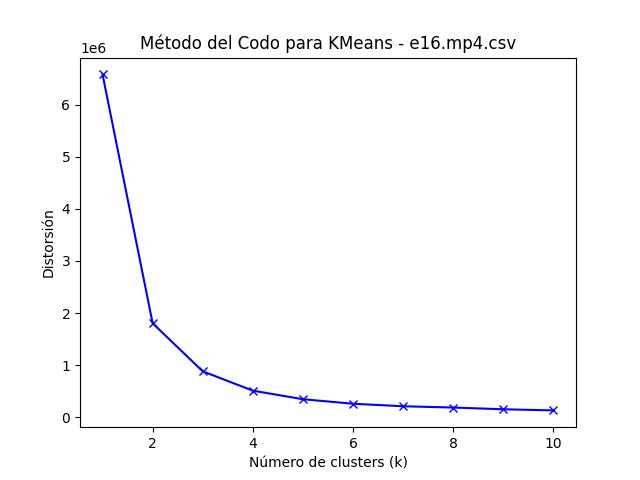 Método del Codo para KMeans - e16.mp4.csv
1e6
6
5
4
3
2
1
0
Distorsión
2 4 6 8 10
Número de clusters (k)